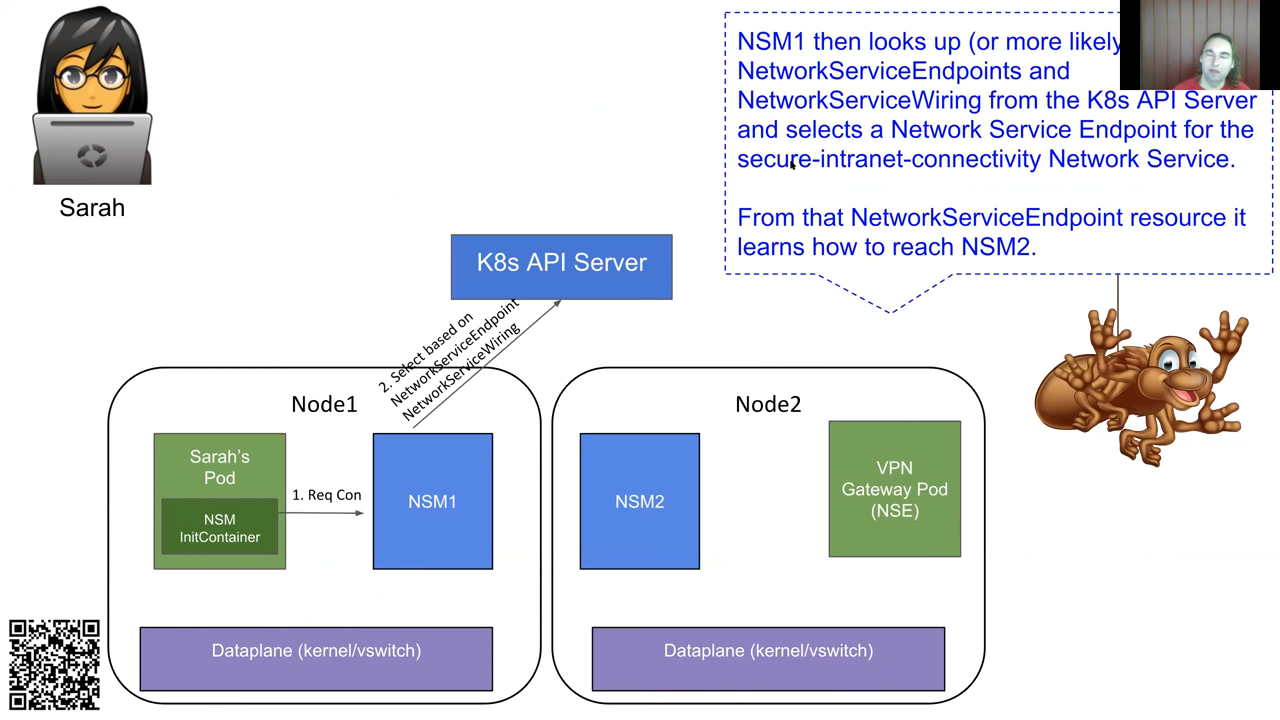 NSM1 then looks up (or more likely
NetworkServiceEndpoints and
NetworkServiceWiring from the K8s API Server
and selects a Network Service Endpoint for the
secure-intranet-connectivity Network Service.
From that NetworkServiceEndpoint resource it
learns how to reach NSM2.
Sarah
K8s API Server
2. Select based on
NetworkServiceEndpoint
NetworkServiceWiring
Node1
Node2
Sarah's
Pod
NSM
InitContainer
1. Req Con
NSM1
NSM2
VPN
Gateway Pod
(NSE)
Dataplane (kernel/vswitch)
Dataplane (kernel/vswitch)